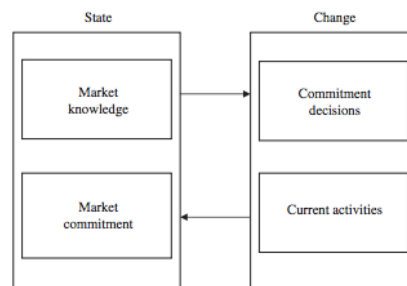 State
Change
Market
knowledge
Commitment
decisions
Market
commitment
Current activities